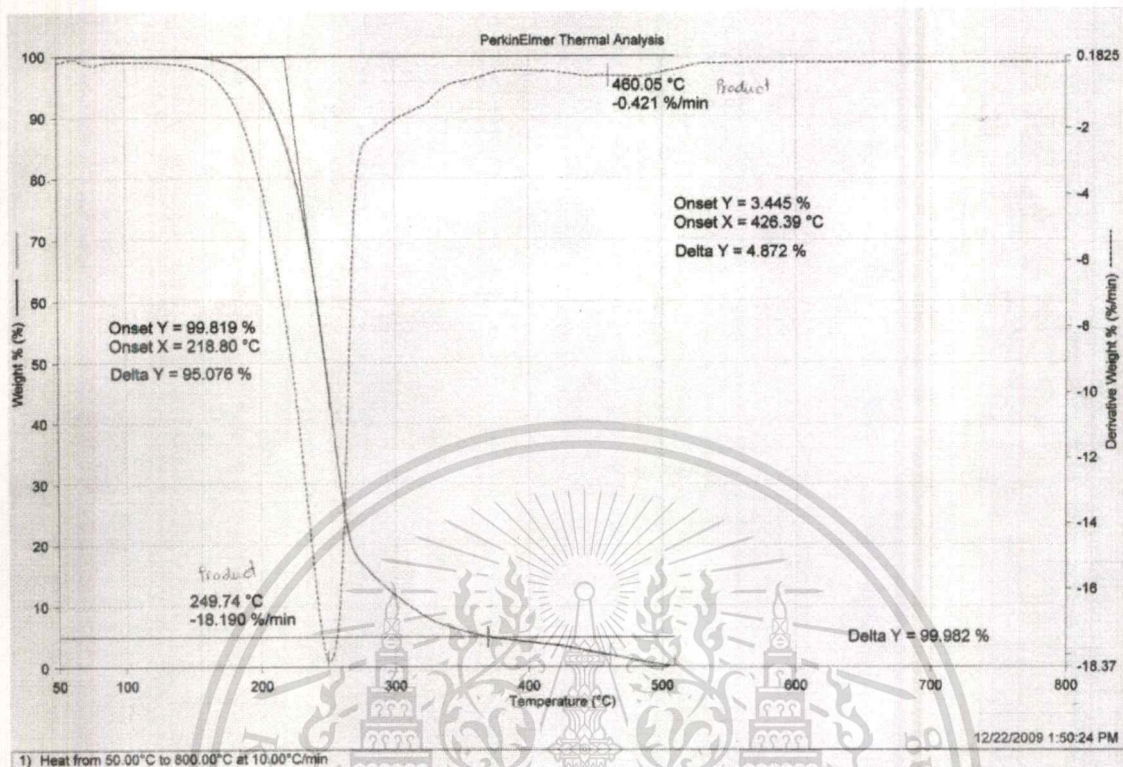 PerkinElmer Thermal Analysis
100
90
80
70
60
50
40
30
20
10
0
Weight % (%)
0.1825
-2
-4
-6
-8
-10
-12
-14
-16
-18.37
Derivative Weight % (%/min)
460.05 °C Product
-0.421 %/min
Onset Y = 3.445 %
Onset X = 426.39 °C
Delta Y = 4.872 %
Onset Y = 99.819 %
Onset X = 218.80 °C
Delta Y = 95.076 %
Product
249.74 °C
-18.190 %/min
Delta Y = 99.982 %
50 100 200 300 400 500 600 700 800
Temperature (°C)
12/22/2009 1:50:24 PM
1) Heat from 50.00°C to 800.00°C at 10.00°C/min